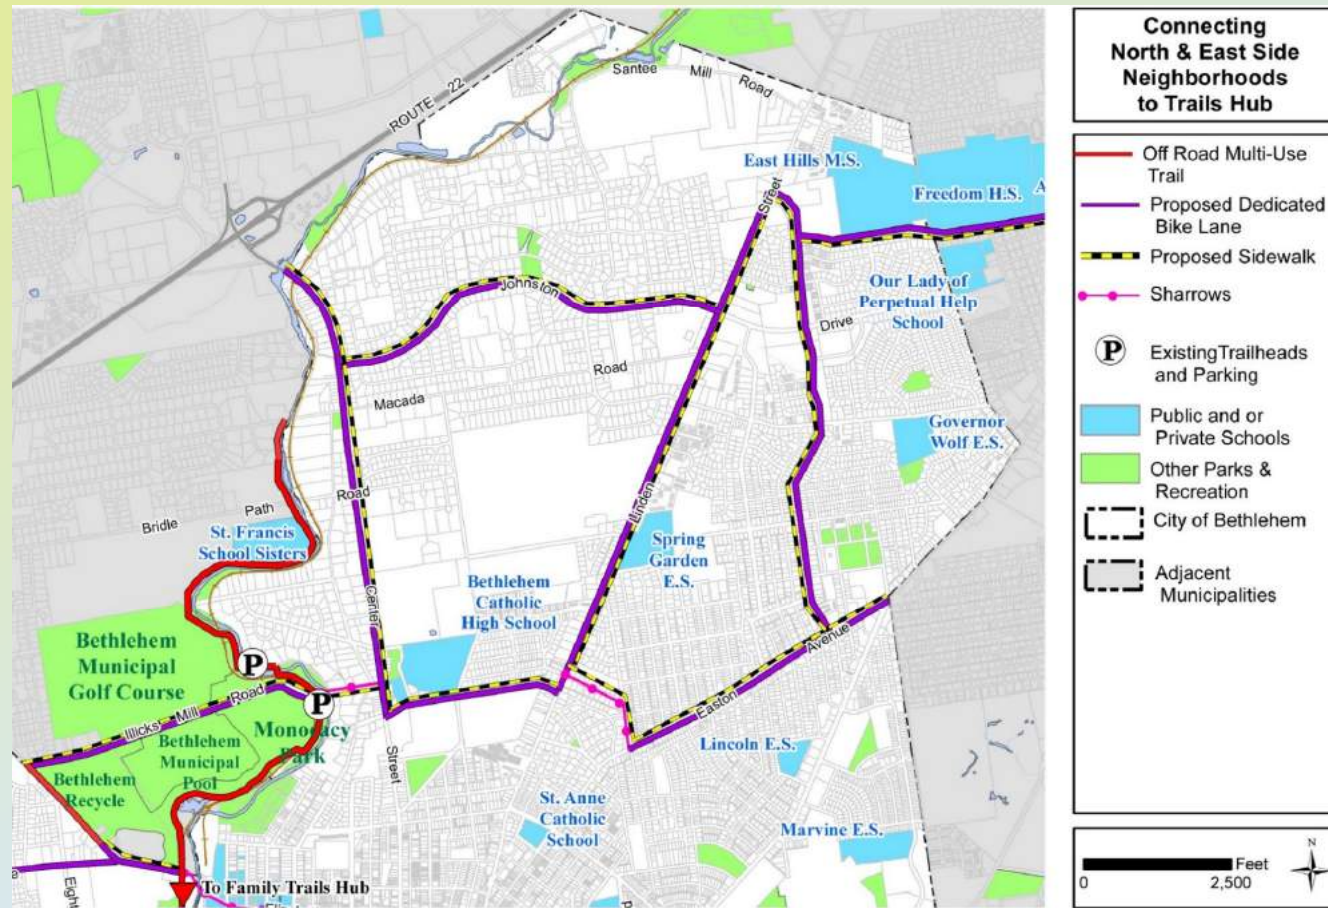 Connecting
North & East Side
Neighborhoods
to Trails Hub
Off Road Multi-Use
Trail
Proposed Dedicated
Bike Lane
Proposed Sidewalk
Sharrows
P
ExistingTrailheads
and Parking
Public and or
Private Schools
Other Parks &
Recreation
City of Bethlehem
Adjacent
Municipalities
Feet
0
2,500
N
ROUTE 22
Santee Mill Road
East Hills M.S.
Freedom H.S.
A
Street
Johnston
Our Lady of
Perpetual Help
School
Drive
Road
Macada
Governor
Wolf E.S.
Road
Linden
Bridle Path
St. Francis
School Sisters
Spring
Garden
E.S.
Bethlehem
Catholic
High School
Center
Bethlehem
Municipal
Golf Course
P
Avenue
Easton
Illicks Mill Road
P
Monocacy
Park
Bethlehem
Municipal
Pool
Street
Lincoln E.S.
Bethlehem
Recycle
St. Anne
Catholic
School
Marvine E.S.
To Family Trails Hub